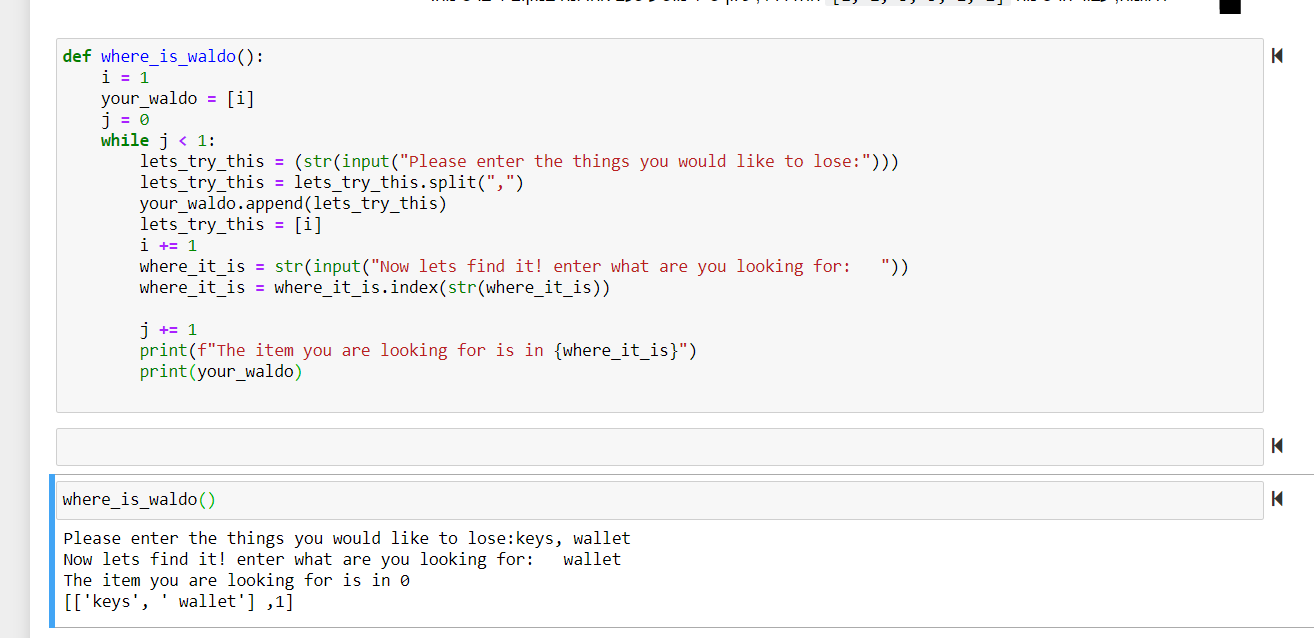 def where_is_waldo():
    i = 1
    your_waldo = [i]
    j = 0
    while j < 1:
        lets_try_this = (str(input("Please enter the things you would like to lose:")))
        lets_try_this = lets_try_this.split(",")
        your_waldo.append(lets_try_this)
        lets_try_this = [i]
        i += 1
        where_it_is = str(input("Now lets find it! enter what are you looking for:   "))
        where_it_is = where_it_is.index(str(where_it_is))
        j += 1
        print(f"The item you are looking for is in {where_it_is}")
        print(your_waldo)
where_is_waldo()
Please enter the things you would like to lose:keys, wallet
Now lets find it! enter what are you looking for:   wallet
The item you are looking for is in 0
[['keys', ' wallet'] ,1]